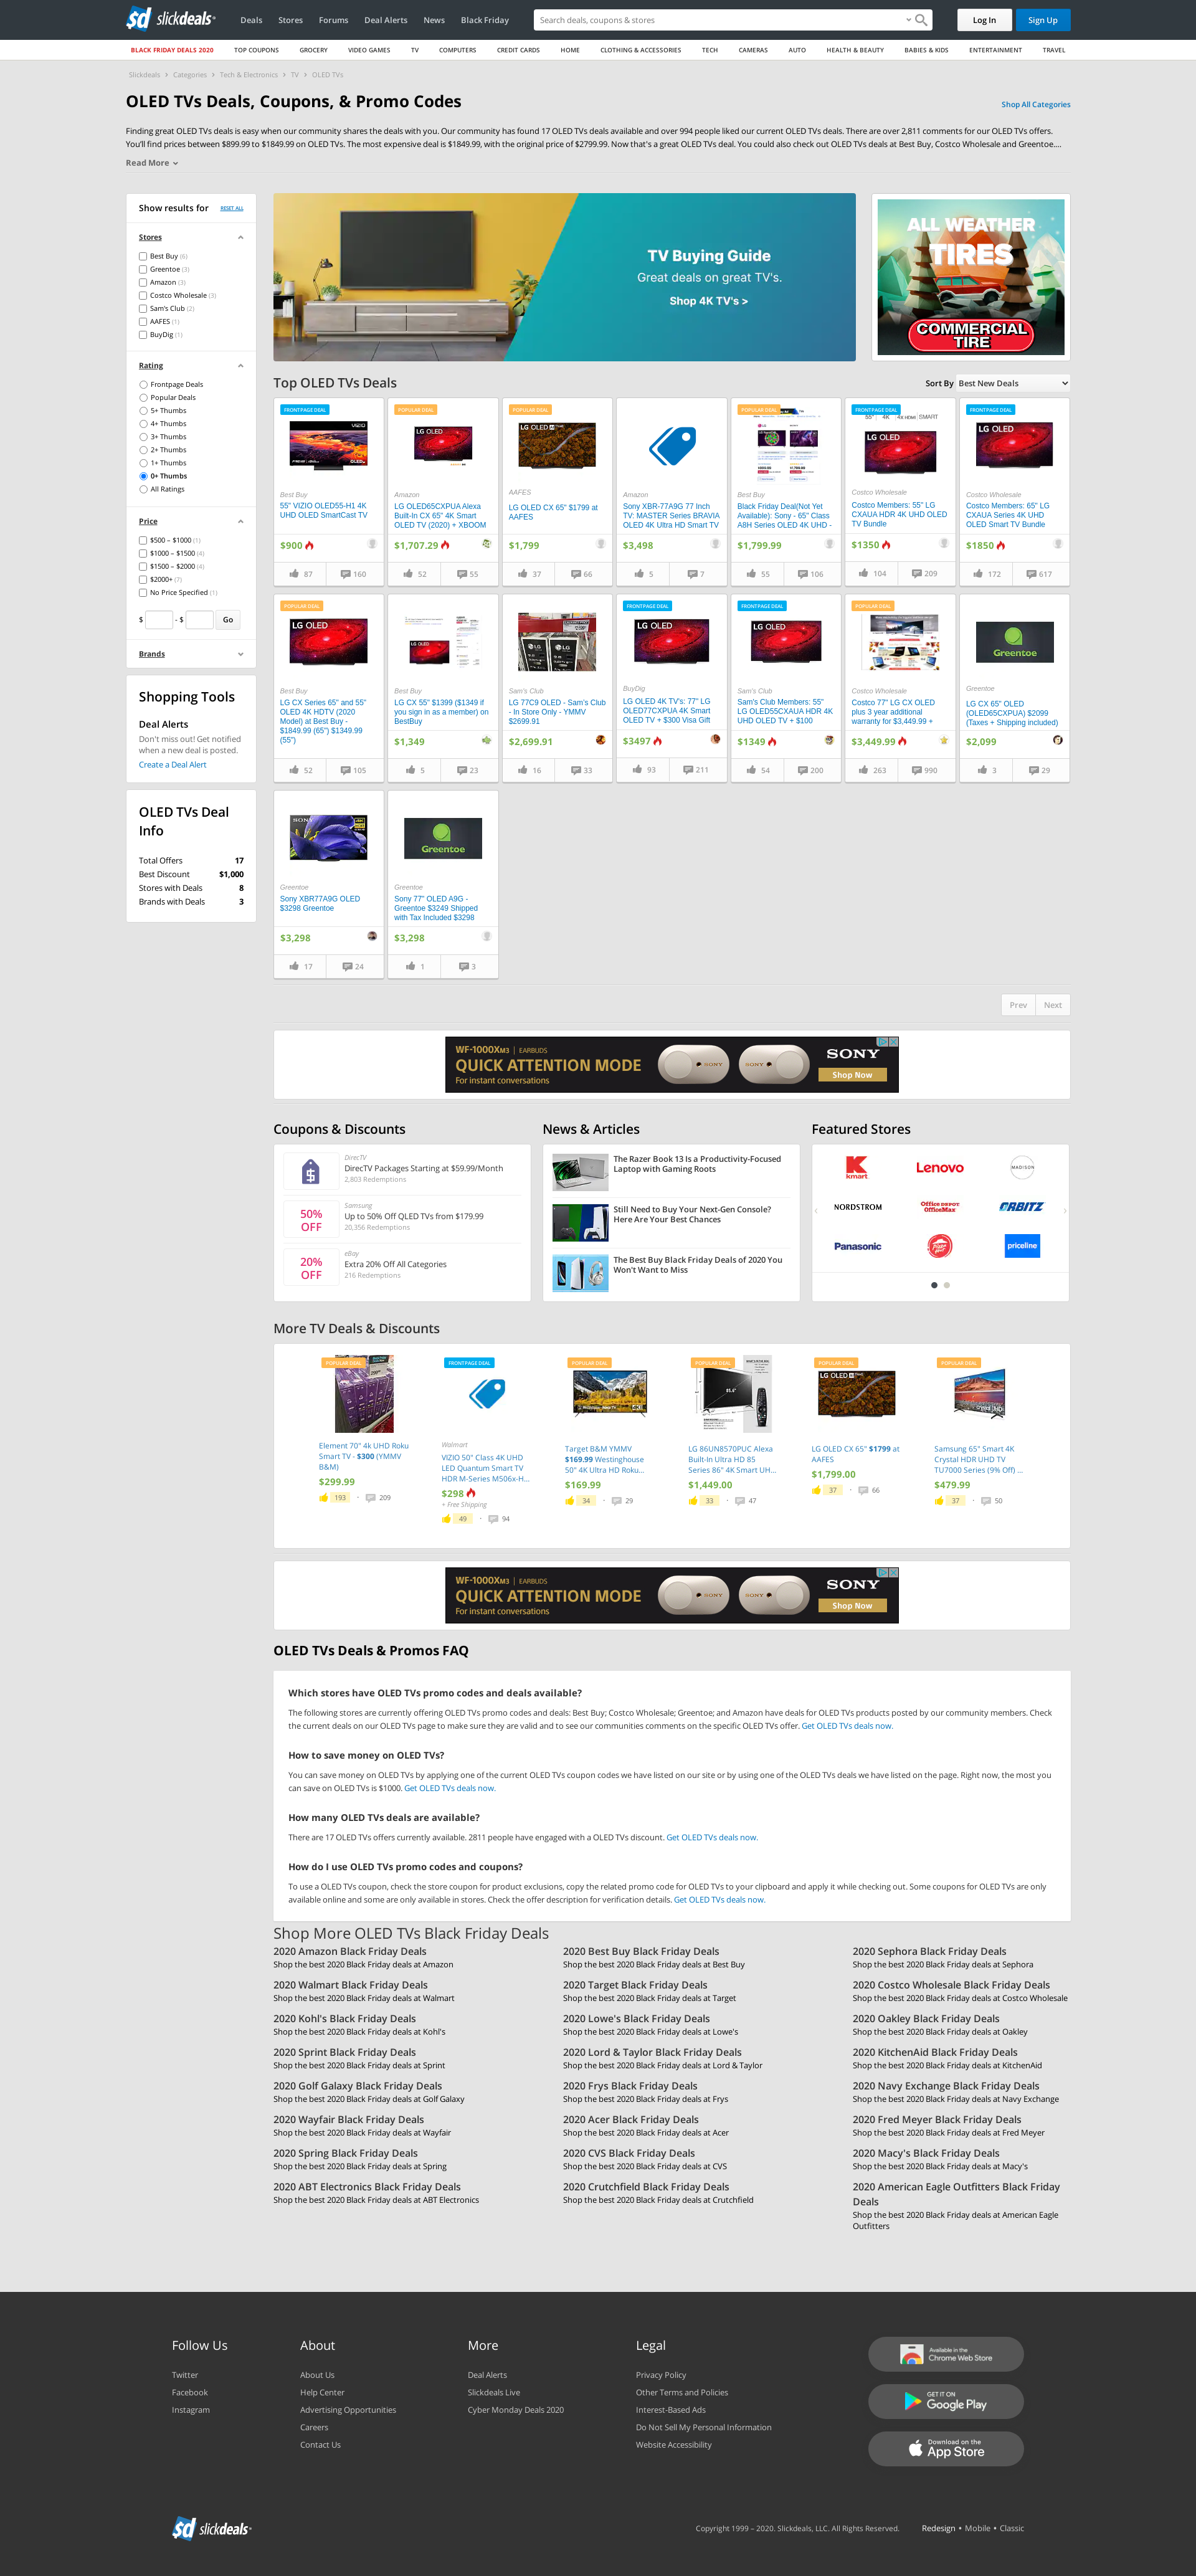 sd slickdeals
Deals Stores Forums Deal Alerts News Black Friday
Search deals, coupons & stores
Log In Sign Up
BLACK FRIDAY DEALS 2020 TOP COUPONS GROCERY VIDEO GAMES TV COMPUTERS CREDIT CARDS HOME CLOTHING & ACCESSORIES TECH CAMERAS AUTO HEALTH & BEAUTY BABIES & KIDS ENTERTAINMENT TRAVEL
Slickdeals > Categories > Tech & Electronics > TV > OLED TVs
OLED TVs Deals, Coupons, & Promo Codes
Shop All Categories
Finding great OLED TVs deals is easy when our community shares the deals with you. Our community has found 17 OLED TVs deals available and over 994 people liked our current OLED TVs deals. There are over 2,811 comments for our OLED TVs offers.
You'll find prices between $899.99 to $1849.99 on OLED TVs. The most expensive deal is $1849.99, with the original price of $2799.99. Now that's a great OLED TVs deal. You could also check out OLED TVs deals at Best Buy, Costco Wholesale and Greentoe....
Read More
Show results for RESET ALL
Stores
Best Buy (6)
Greentoe (3)
Amazon (3)
Costco Wholesale (3)
Sam's Club (2)
AAFES (1)
BuyDig (1)
Rating
Frontpage Deals
Popular Deals
5+ Thumbs
4+ Thumbs
3+ Thumbs
2+ Thumbs
1+ Thumbs
0+ Thumbs
All Ratings
Price
$500 – $1000 (1)
$1000 – $1500 (4)
$1500 – $2000 (4)
$2000+ (7)
No Price Specified (1)
$ - $ Go
Brands
Shopping Tools
Deal Alerts
Don't miss out! Get notified
when a new deal is posted.
Create a Deal Alert
OLED TVs Deal
Info
Total Offers 17
Best Discount $1,000
Stores with Deals 8
Brands with Deals 3
TV Buying Guide
Great deals on great TV's.
Shop 4K TV's >
ALL WEATHER
TIRES
COMMERCIAL
TIRE
Top OLED TVs Deals
Sort By Best New Deals
FRONTPAGE DEAL
Best Buy
55" VIZIO OLED55-H1 4K
UHD OLED SmartCast TV
$900
87 160
POPULAR DEAL
LG OLED
Amazon
LG OLED65CXPUA Alexa
Built-In CX 65" 4K Smart
OLED TV (2020) + XBOOM
$1,707.29
52 55
POPULAR DEAL
LG OLED
AAFES
LG OLED CX 65" $1799 at
AAFES
$1,799
37 66
Amazon
Sony XBR-77A9G 77 Inch
TV: MASTER Series BRAVIA
OLED 4K Ultra HD Smart TV
$3,498
5 7
POPULAR DEAL
Best Buy
Black Friday Deal(Not Yet
Available): Sony - 65" Class
A8H Series OLED 4K UHD -
$1,799.99
55 106
FRONTPAGE DEAL
LG OLED
Costco Wholesale
Costco Members: 55" LG
CXAUA HDR 4K UHD OLED
TV Bundle
$1350
104 209
FRONTPAGE DEAL
LG OLED
Costco Wholesale
Costco Members: 65" LG
CXAUA Series 4K UHD
OLED Smart TV Bundle
$1850
172 617
POPULAR DEAL
LG OLED
Best Buy
LG CX Series 65" and 55"
OLED 4K HDTV (2020
Model) at Best Buy -
$1849.99 (65") $1349.99
(55")
52 105
LG OLED
Best Buy
LG CX 55" $1399 ($1349 if
you sign in as a member) on
BestBuy
$1,349
5 23
Sam's Club
LG 77C9 OLED - Sam's Club
- In Store Only - YMMV
$2699.91
$2,699.91
16 33
FRONTPAGE DEAL
LG OLED
BuyDig
LG OLED 4K TV's: 77" LG
OLED77CXPUA 4K Smart
OLED TV + $300 Visa Gift
$3497
93 211
FRONTPAGE DEAL
LG OLED
Sam's Club
Sam's Club Members: 55"
LG OLED55CXAUA HDR 4K
UHD OLED TV + $100
$1349
54 200
POPULAR DEAL
Costco Wholesale
Costco 77" LG CX OLED
plus 3 year additional
warranty for $3,449.99 +
$3,449.99
263 990
Greentoe
Greentoe
LG CX 65" OLED
(OLED65CXPUA) $2099
(Taxes + Shipping included)
$2,099
3 29
SONY
Greentoe
Sony XBR77A9G OLED
$3298 Greentoe
$3,298
17 24
Greentoe
Greentoe
Sony 77" OLED A9G -
Greentoe $3249 Shipped
with Tax Included $3298
$3,298
1 3
Prev Next
WF-1000XM3 | EARBUDS
QUICK ATTENTION MODE
For instant conversations
SONY
Shop Now
Coupons & Discounts
DirecTV
DirecTV Packages Starting at $59.99/Month
2,803 Redemptions
50%
OFF
Samsung
Up to 50% Off QLED TVs from $179.99
20,356 Redemptions
20%
OFF
eBay
Extra 20% Off All Categories
216 Redemptions
News & Articles
The Razer Book 13 Is a Productivity-Focused
Laptop with Gaming Roots
Still Need to Buy Your Next-Gen Console?
Here Are Your Best Chances
The Best Buy Black Friday Deals of 2020 You
Won't Want to Miss
Featured Stores
kmart Lenovo MADISON
NORDSTROM Office DEPOT OfficeMax ORBITZ
Panasonic priceline
More TV Deals & Discounts
POPULAR DEAL
Element 70" 4k UHD Roku
Smart TV - $300 (YMMV
B&M)
$299.99
193 209
FRONTPAGE DEAL
Walmart
VIZIO 50" Class 4K UHD
LED Quantum Smart TV
HDR M-Series M506x-H...
$298
+ Free Shipping
49 94
POPULAR DEAL
Target B&M YMMV
$169.99 Westinghouse
50" 4K Ultra HD Roku...
$169.99
34 29
POPULAR DEAL
LG 86UN8570PUC Alexa
Built-In Ultra HD 85
Series 86" 4K Smart UH...
$1,449.00
33 47
POPULAR DEAL
LG OLED
LG OLED CX 65" $1799 at
AAFES
$1,799.00
37 66
POPULAR DEAL
Samsung 65" Smart 4K
Crystal HDR UHD TV
TU7000 Series (9% Off) ...
$479.99
37 50
WF-1000XM3 | EARBUDS
QUICK ATTENTION MODE
For instant conversations
SONY
Shop Now
OLED TVs Deals & Promos FAQ
Which stores have OLED TVs promo codes and deals available?
The following stores are currently offering OLED TVs promo codes and deals: Best Buy; Costco Wholesale; Greentoe; and Amazon have deals for OLED TVs products posted by our community members. Check
the current deals on our OLED TVs page to make sure they are valid and to see our communities comments on the specific OLED TVs offer. Get OLED TVs deals now.
How to save money on OLED TVs?
You can save money on OLED TVs by applying one of the current OLED TVs coupon codes we have listed on our site or by using one of the OLED TVs deals we have listed on the page. Right now, the most you
can save on OLED TVs is $1000. Get OLED TVs deals now.
How many OLED TVs deals are available?
There are 17 OLED TVs offers currently available. 2811 people have engaged with a OLED TVs discount. Get OLED TVs deals now.
How do I use OLED TVs promo codes and coupons?
To use a OLED TVs coupon, check the store coupon for product exclusions, copy the related promo code for OLED TVs to your clipboard and apply it while checking out. Some coupons for OLED TVs are only
available online and some are only available in stores. Check the offer description for verification details. Get OLED TVs deals now.
Shop More OLED TVs Black Friday Deals
2020 Amazon Black Friday Deals
Shop the best 2020 Black Friday deals at Amazon
2020 Best Buy Black Friday Deals
Shop the best 2020 Black Friday deals at Best Buy
2020 Sephora Black Friday Deals
Shop the best 2020 Black Friday deals at Sephora
2020 Walmart Black Friday Deals
Shop the best 2020 Black Friday deals at Walmart
2020 Target Black Friday Deals
Shop the best 2020 Black Friday deals at Target
2020 Costco Wholesale Black Friday Deals
Shop the best 2020 Black Friday deals at Costco Wholesale
2020 Kohl's Black Friday Deals
Shop the best 2020 Black Friday deals at Kohl's
2020 Lowe's Black Friday Deals
Shop the best 2020 Black Friday deals at Lowe's
2020 Oakley Black Friday Deals
Shop the best 2020 Black Friday deals at Oakley
2020 Sprint Black Friday Deals
Shop the best 2020 Black Friday deals at Sprint
2020 Lord & Taylor Black Friday Deals
Shop the best 2020 Black Friday deals at Lord & Taylor
2020 KitchenAid Black Friday Deals
Shop the best 2020 Black Friday deals at KitchenAid
2020 Golf Galaxy Black Friday Deals
Shop the best 2020 Black Friday deals at Golf Galaxy
2020 Frys Black Friday Deals
Shop the best 2020 Black Friday deals at Frys
2020 Navy Exchange Black Friday Deals
Shop the best 2020 Black Friday deals at Navy Exchange
2020 Wayfair Black Friday Deals
Shop the best 2020 Black Friday deals at Wayfair
2020 Acer Black Friday Deals
Shop the best 2020 Black Friday deals at Acer
2020 Fred Meyer Black Friday Deals
Shop the best 2020 Black Friday deals at Fred Meyer
2020 Spring Black Friday Deals
Shop the best 2020 Black Friday deals at Spring
2020 CVS Black Friday Deals
Shop the best 2020 Black Friday deals at CVS
2020 Macy's Black Friday Deals
Shop the best 2020 Black Friday deals at Macy's
2020 ABT Electronics Black Friday Deals
Shop the best 2020 Black Friday deals at ABT Electronics
2020 Crutchfield Black Friday Deals
Shop the best 2020 Black Friday deals at Crutchfield
2020 American Eagle Outfitters Black Friday
Deals
Shop the best 2020 Black Friday deals at American Eagle
Outfitters
Follow Us
Twitter
Facebook
Instagram
About
About Us
Help Center
Advertising Opportunities
Careers
Contact Us
More
Deal Alerts
Slickdeals Live
Cyber Monday Deals 2020
Legal
Privacy Policy
Other Terms and Policies
Interest-Based Ads
Do Not Sell My Personal Information
Website Accessibility
Available in the
Chrome Web Store
GET IT ON
Google Play
Download on the
App Store
sd slickdeals
Copyright 1999 – 2020. Slickdeals, LLC. All Rights Reserved. Redesign • Mobile • Classic